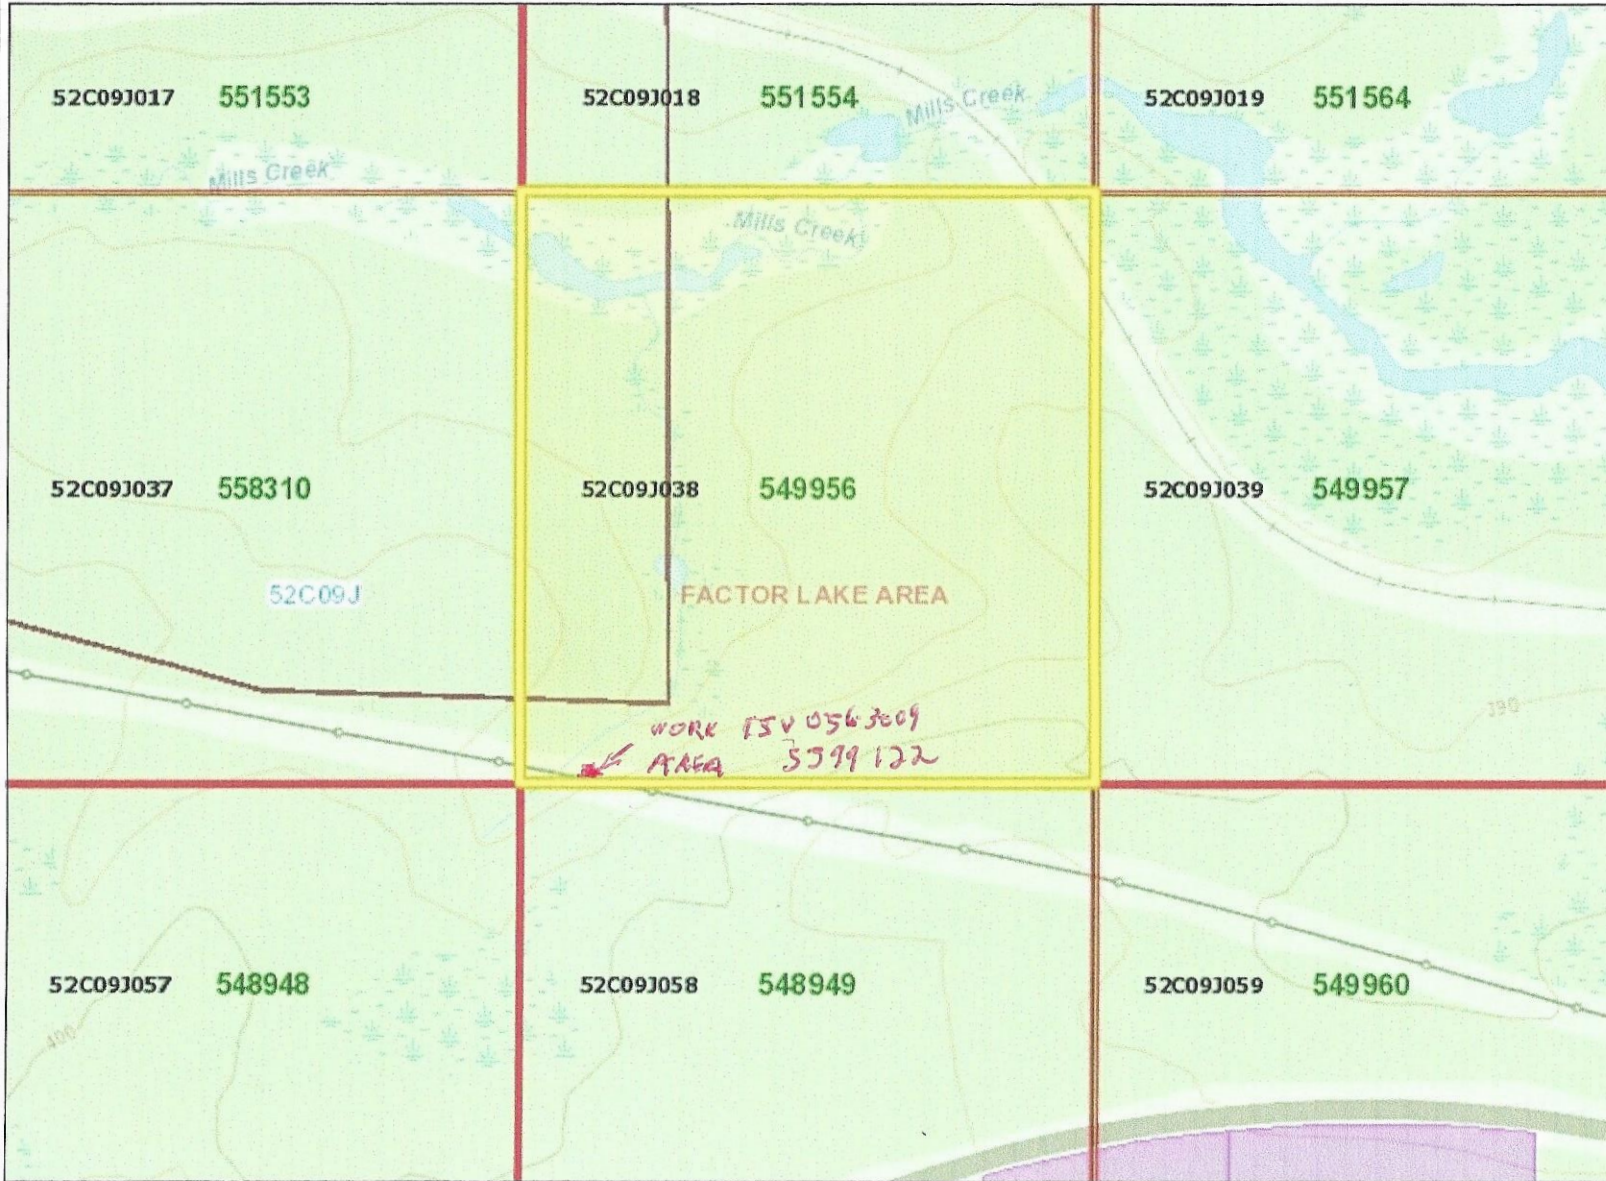 52C09J017 551553
52C09J018 551554
52C09J019 551564
Mills Creek
Mills Creek
Mills Creek
52C09J037 558310
52C09J038 549956
52C09J039 549957
52C09J
FACTOR LAKE AREA
390
WORK 15V 0563009
AREA 5599122
52C09J057 548948
52C09J058 548949
52C09J059 549960
400